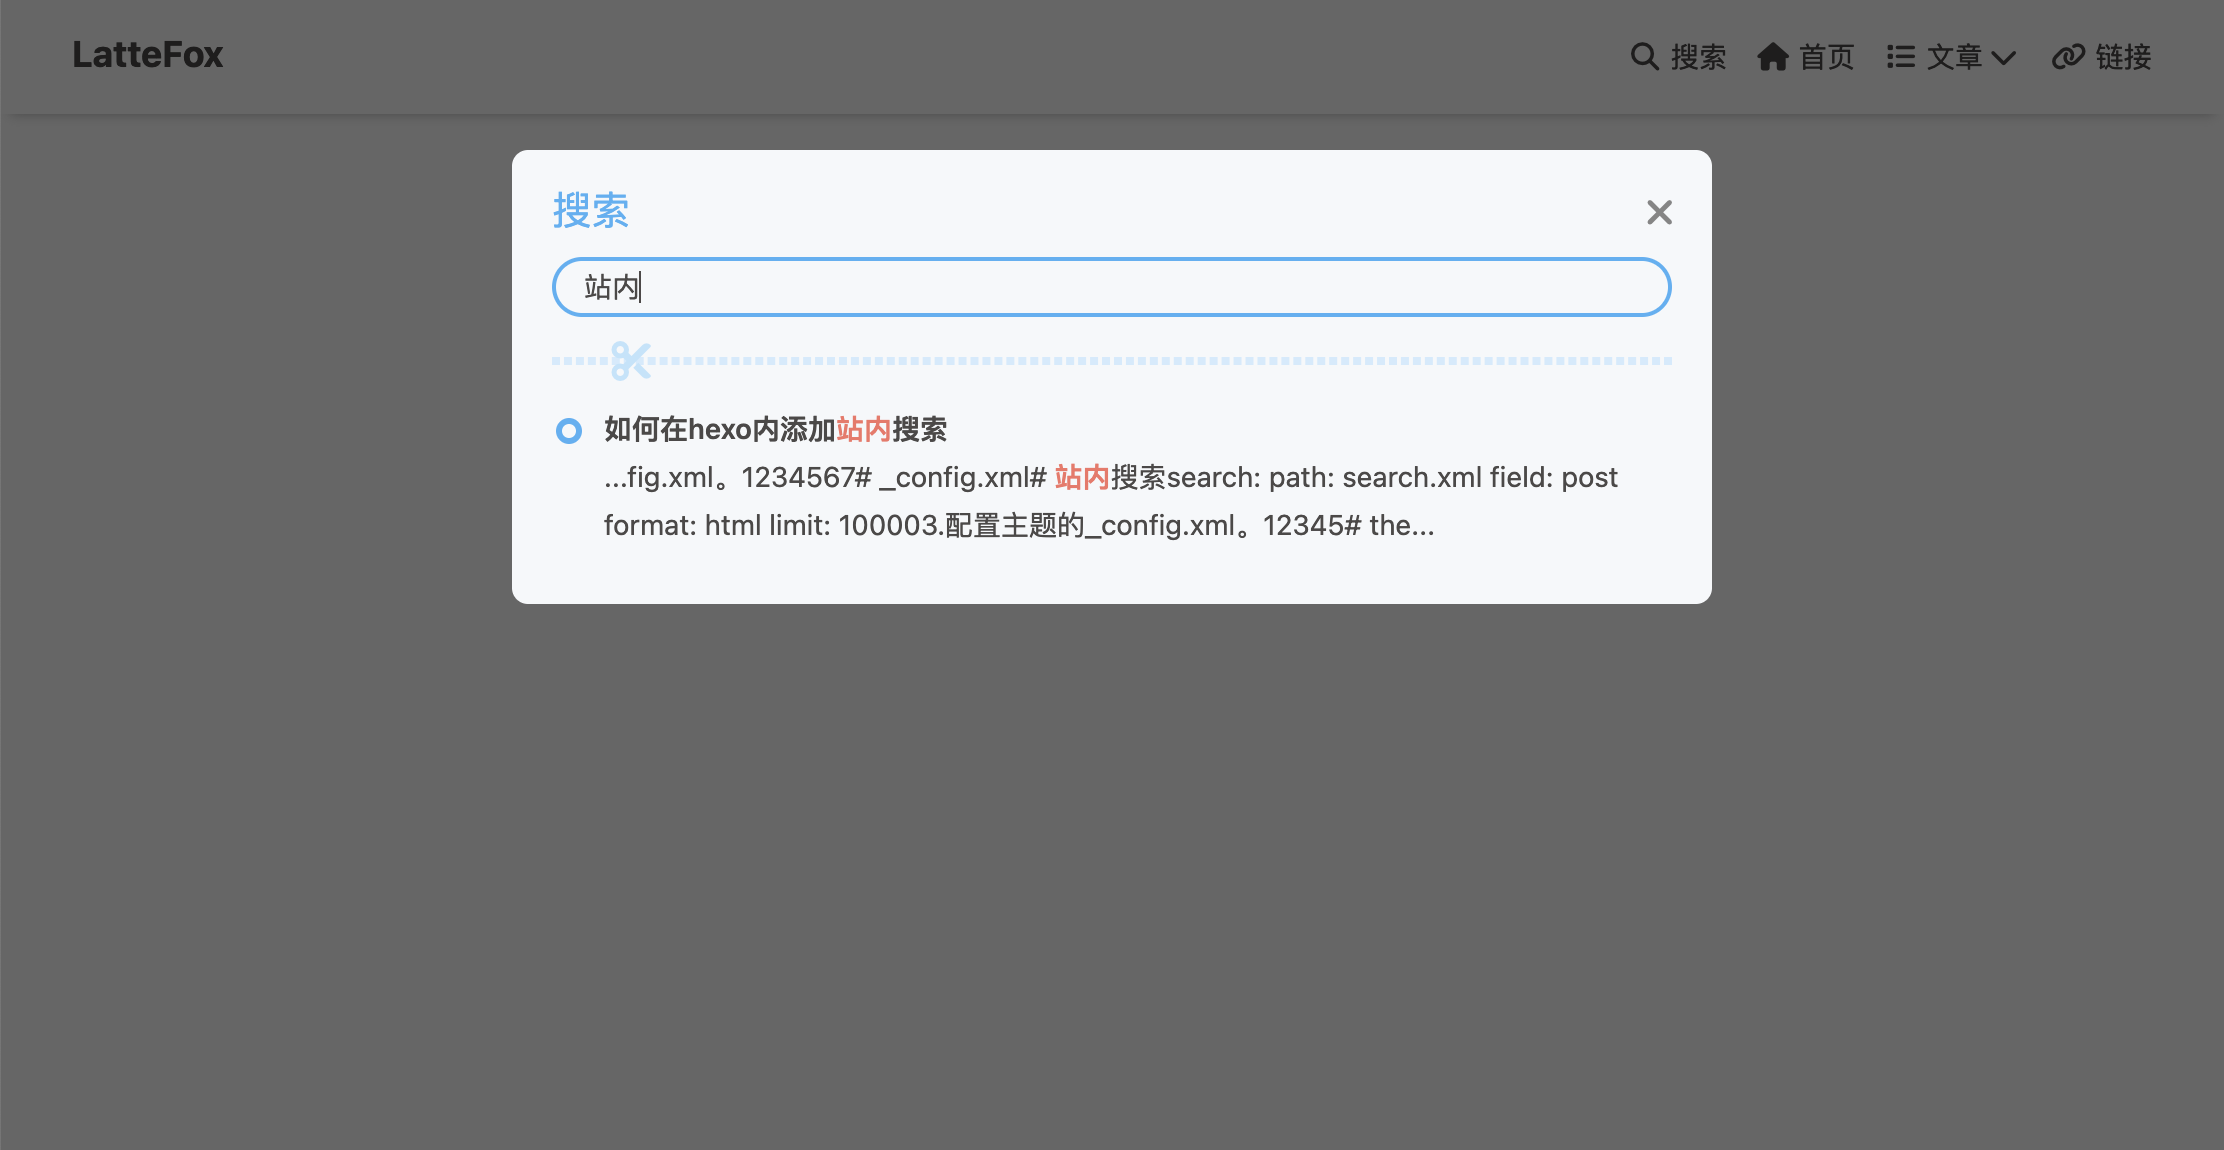 LatteFox
搜索 首页 文章 链接
搜索
站内
如何在hexo内添加站内搜索
...fig.xml。1234567# _config.xml# 站内搜索search: path: search.xml field: post
format: html limit: 100003.配置主题的_config.xml。12345# the...